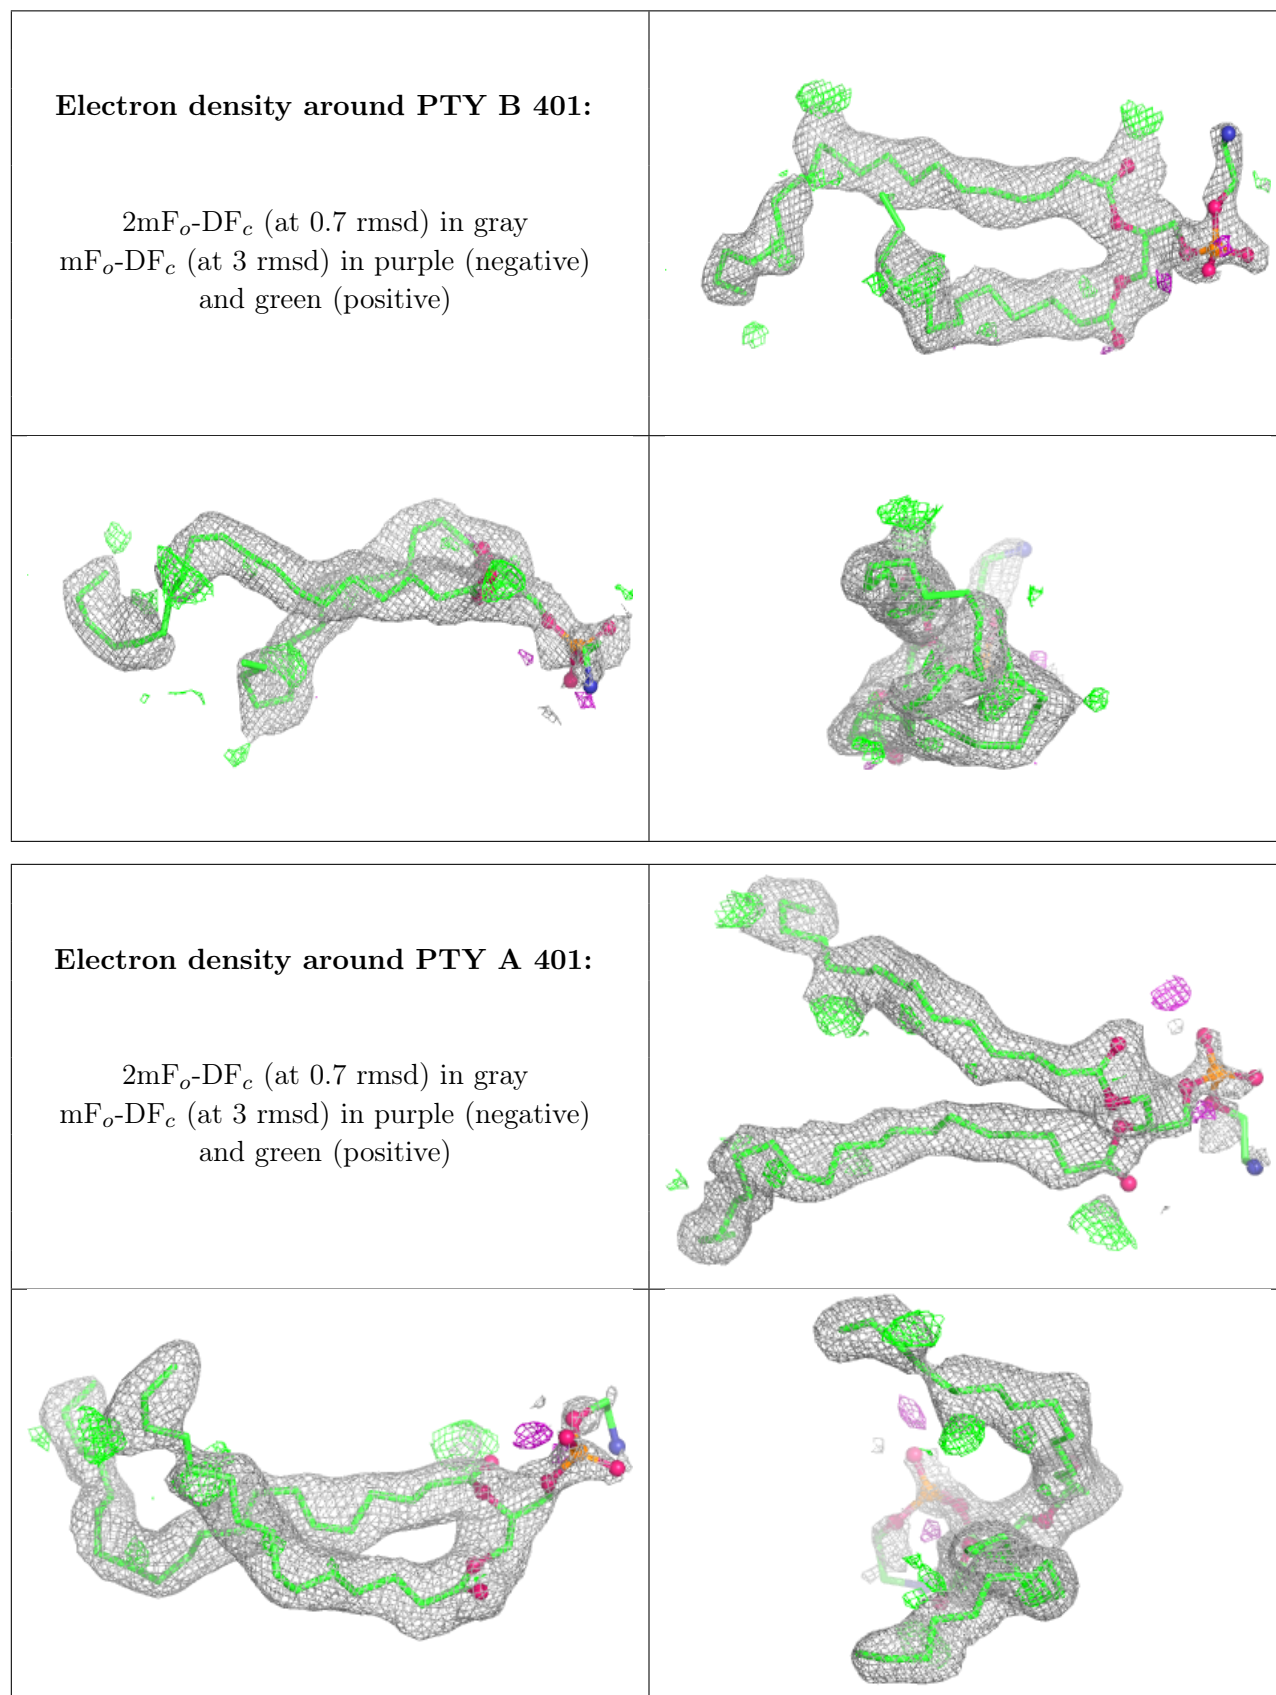 Electron density around PTY B 401:
2mFo-DFc (at 0.7 rmsd) in gray
mFo-DFc (at 3 rmsd) in purple (negative)
and green (positive)
Electron density around PTY A 401:
2mFo-DFc (at 0.7 rmsd) in gray
mFo-DFc (at 3 rmsd) in purple (negative)
and green (positive)